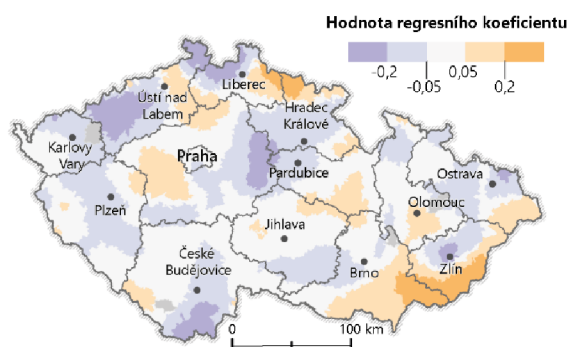 Hodnota regresního koeficientu
-0,2
0,05
-0,05
0,2
Liberec
Ústí nad
Labem
Hradec
Králové
Karlovy
Vary
Praha
Pardubice
Ostrava
Plzeň
Olomouc
Jihlava
České
Budějovice
Brno
Zlín
0
100 km